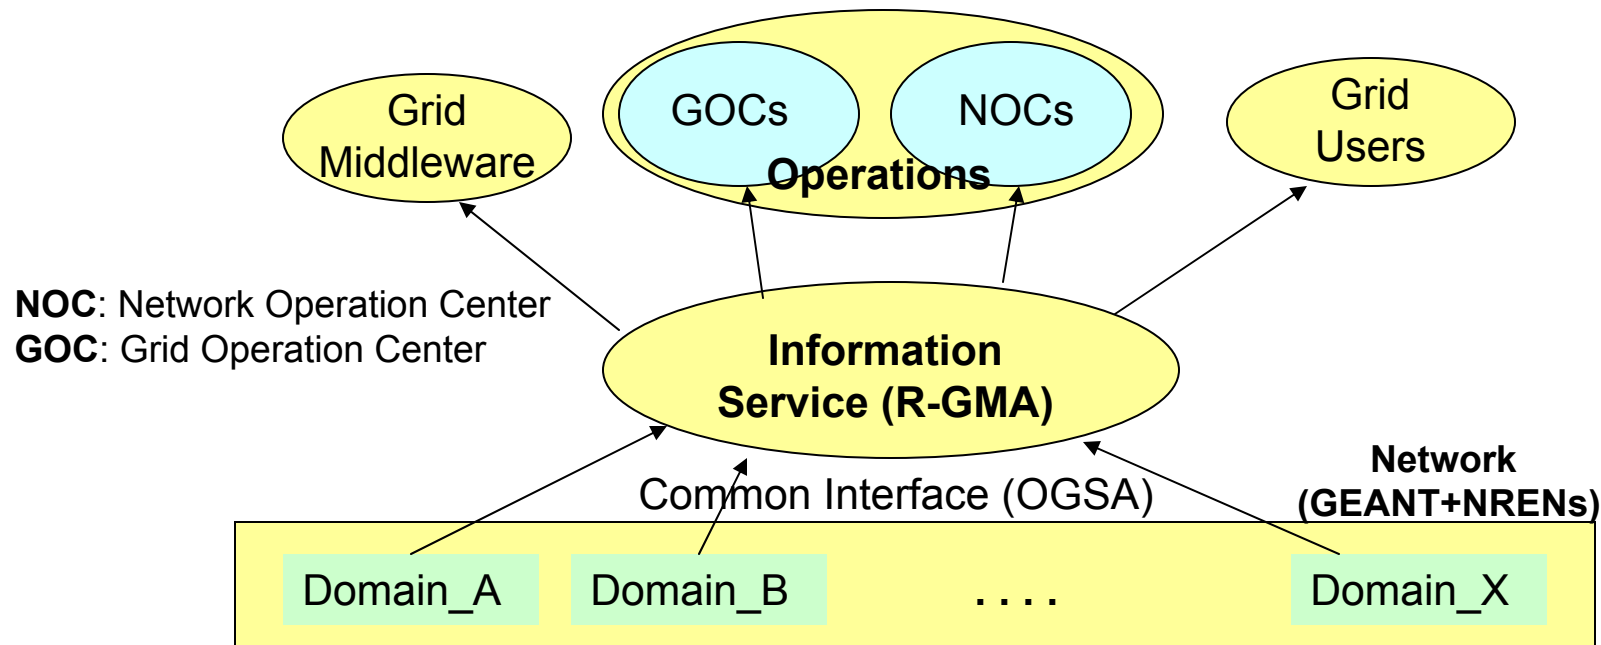 Grid
Middleware
GOCs
NOCs
Operations
Grid
Users
NOC: Network Operation Center
GOC: Grid Operation Center
Information
Service (R-GMA)
Common Interface (OGSA)
Network
(GEANT+NRENs)
Domain_A
Domain_B
. . . .
Domain_X